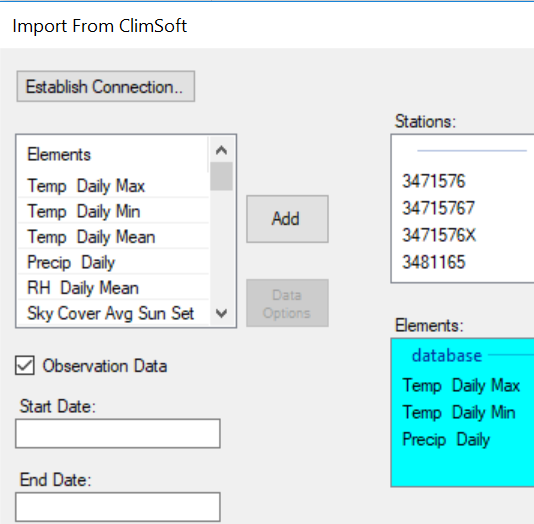 Import From ClimSoft
Establish Connection..
Elements
Temp Daily Max
Temp Daily Min
Temp Daily Mean
Precip Daily
RH Daily Mean
Sky Cover Avg Sun Set
Add
Data
Options
Observation Data
Start Date:
End Date:
Stations:
3471576
34715767
3471576X
3481165
Elements:
database
Temp Daily Max
Temp Daily Min
Precip Daily